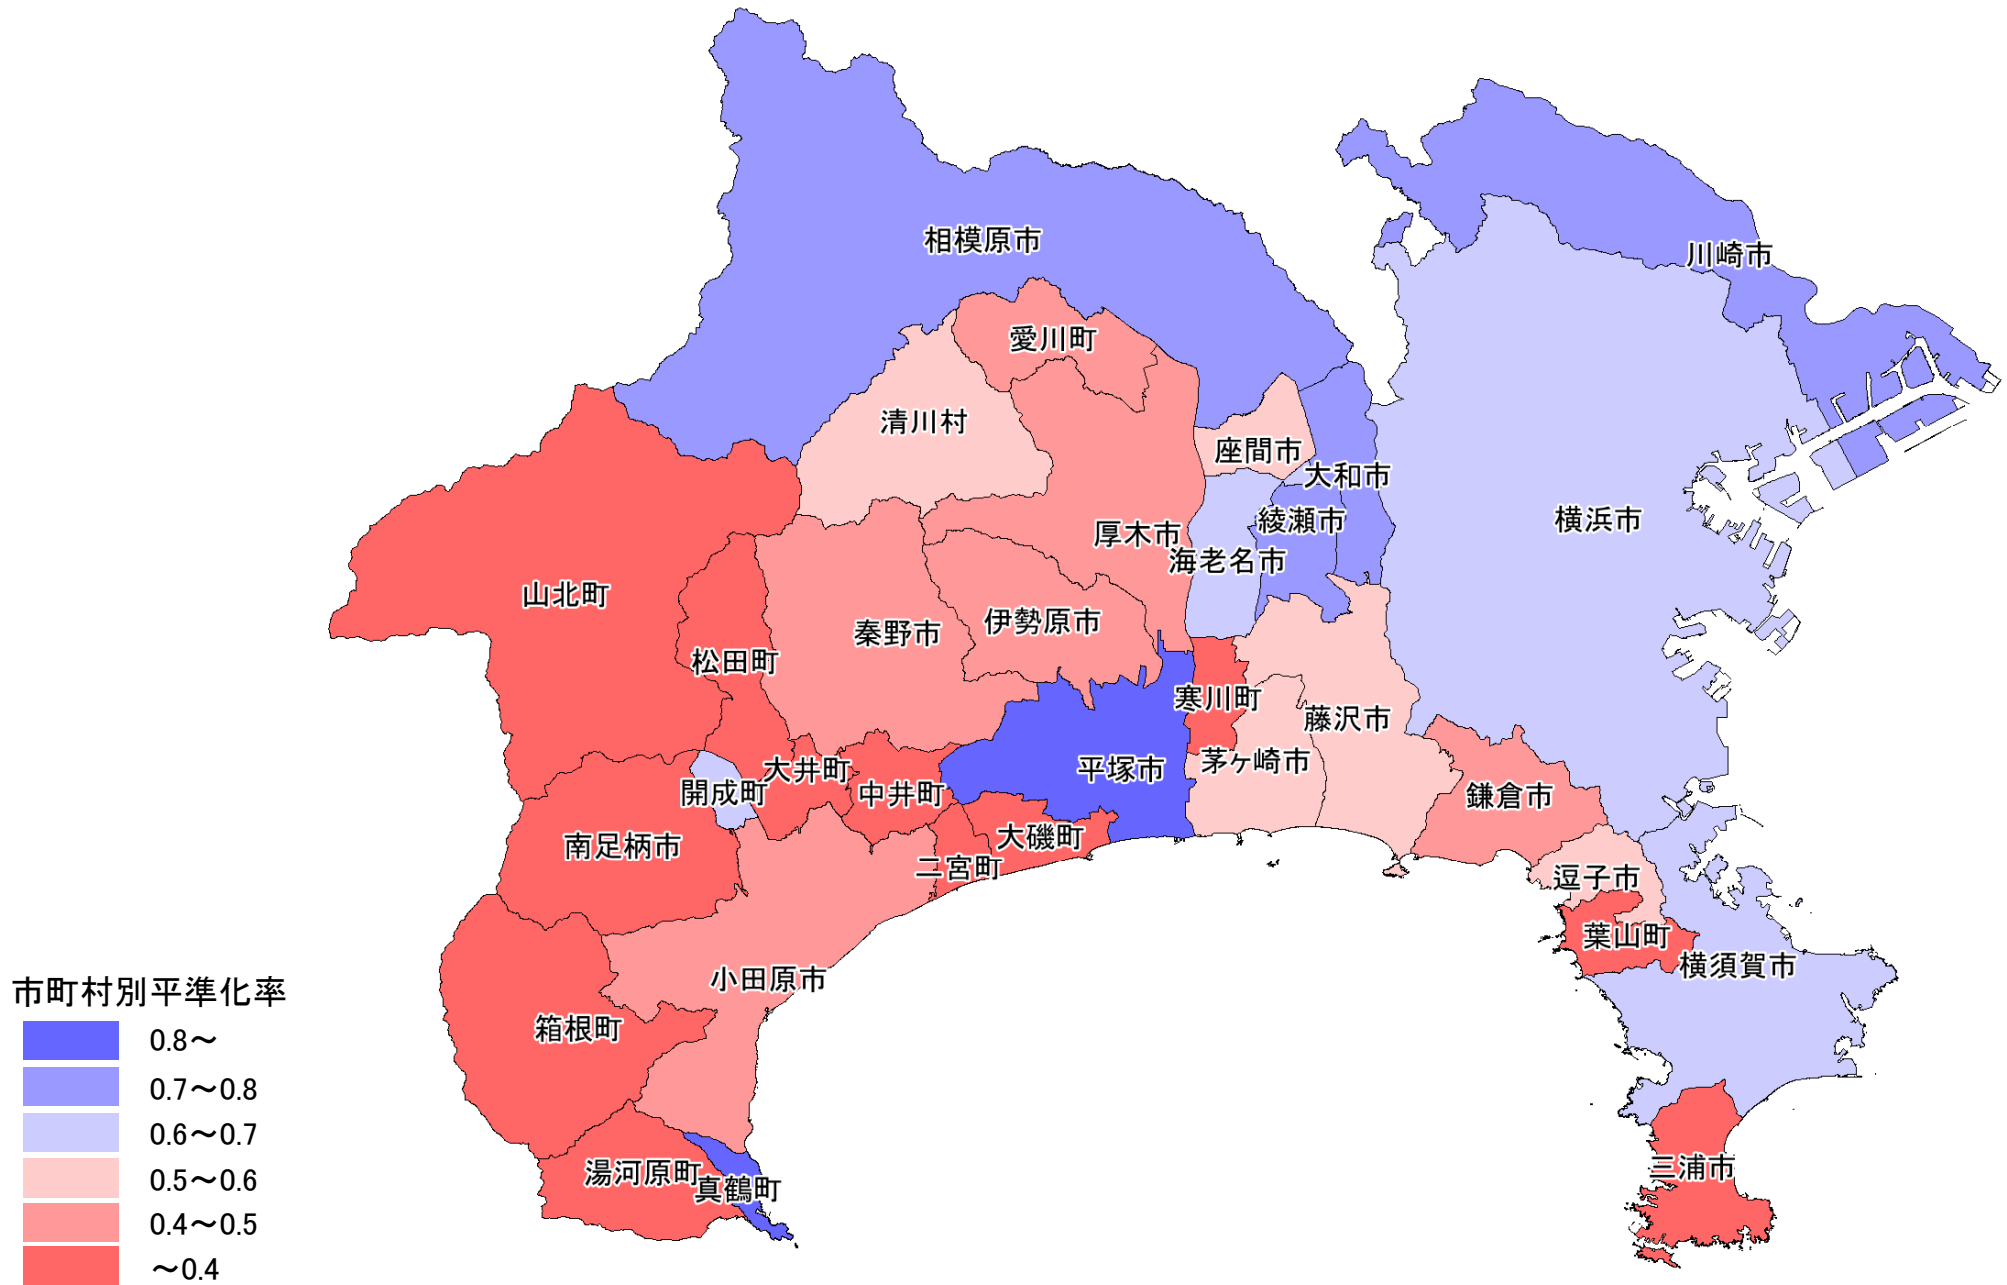 相模原市
川崎市
愛川町
清川村
座間市
大和市
綾瀬市
横浜市
厚木市
海老名市
山北町
伊勢原市
秦野市
松田町
寒川町
藤沢市
茅ヶ崎市
平塚市
大井町
開成町
中井町
鎌倉市
大磯町
南足柄市
二宮町
逗子市
葉山町
横須賀市
小田原市
箱根町
三浦市
湯河原町
真鶴町
市町村別平準化率
0.8～
0.7～0.8
0.6～0.7
0.5～0.6
0.4～0.5
～0.4